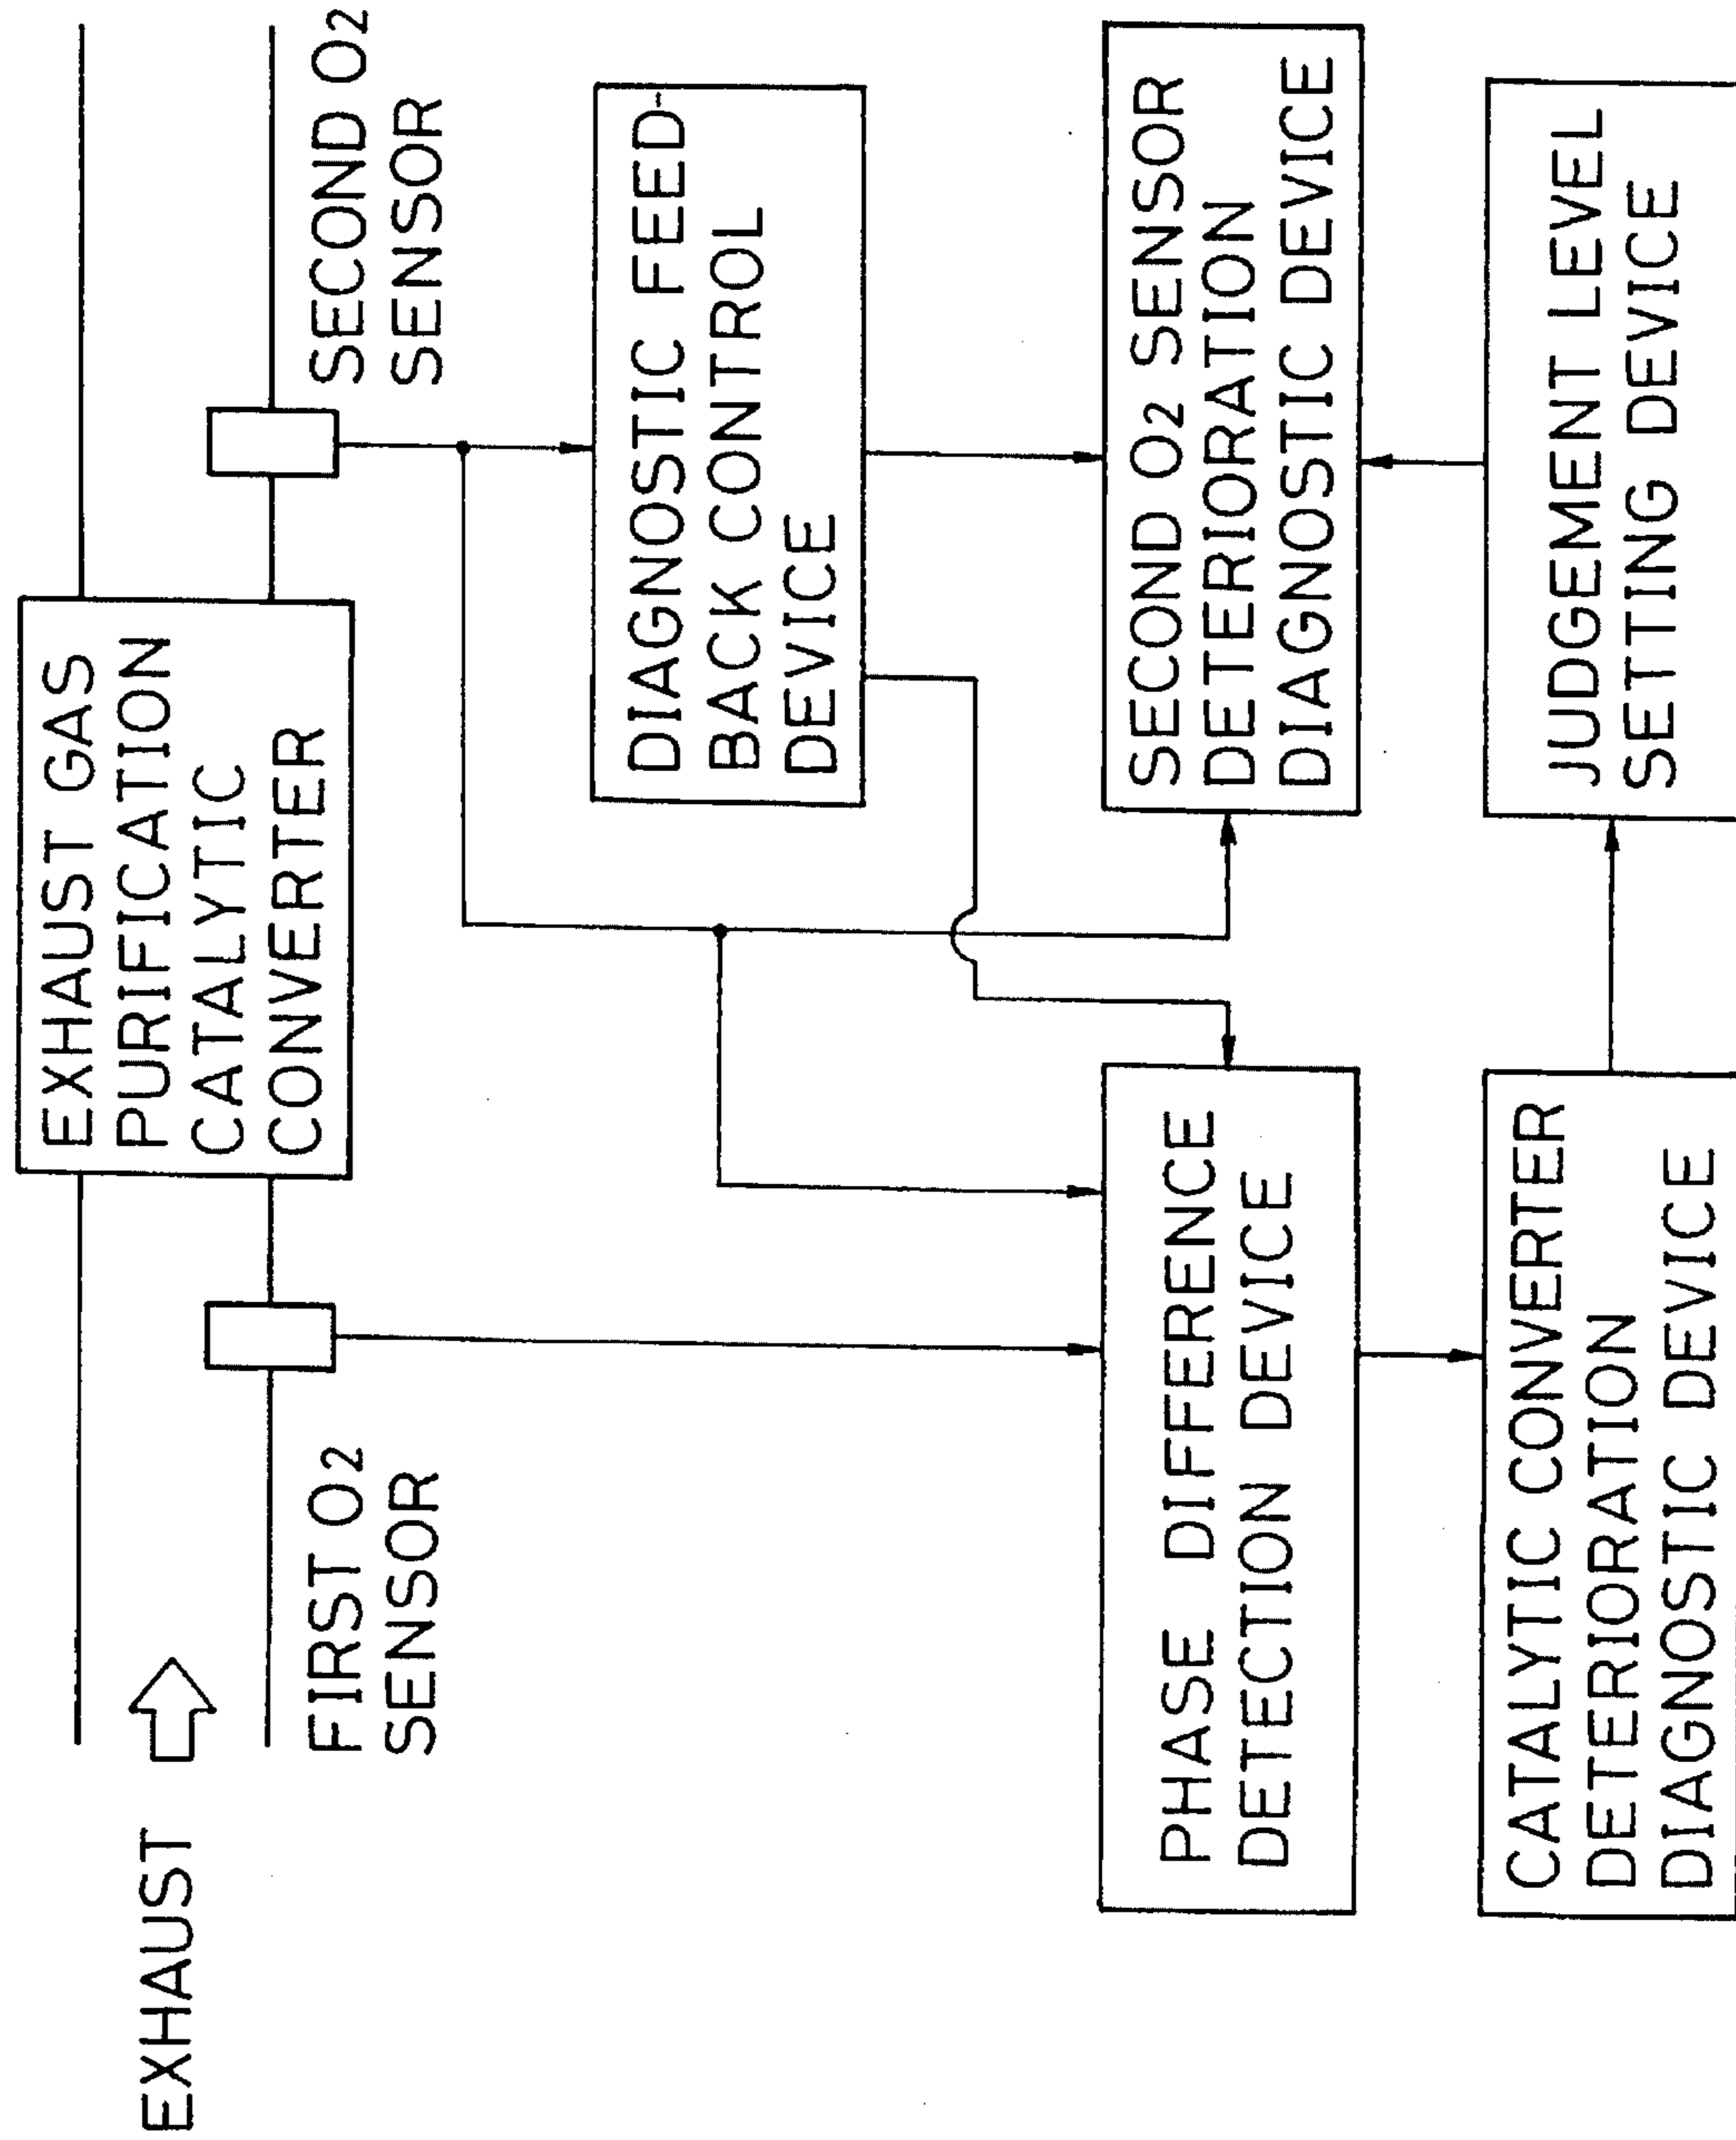 EXHAUST
EXHAUST GAS
PURIFICATION
CATALYTIC
CONVERTER
FIRST O2
SENSOR
SECOND O2
SENSOR
DIAGNOSTIC FEED-
BACK CONTROL
DEVICE
PHASE DIFFERENCE
DETECTION DEVICE
SECOND O2 SENSOR
DETERIORATION
DIAGNOSTIC DEVICE
CATALYTIC CONVERTER
DETERIORATION
DIAGNOSTIC DEVICE
JUDGEMENT LEVEL
SETTING DEVICE